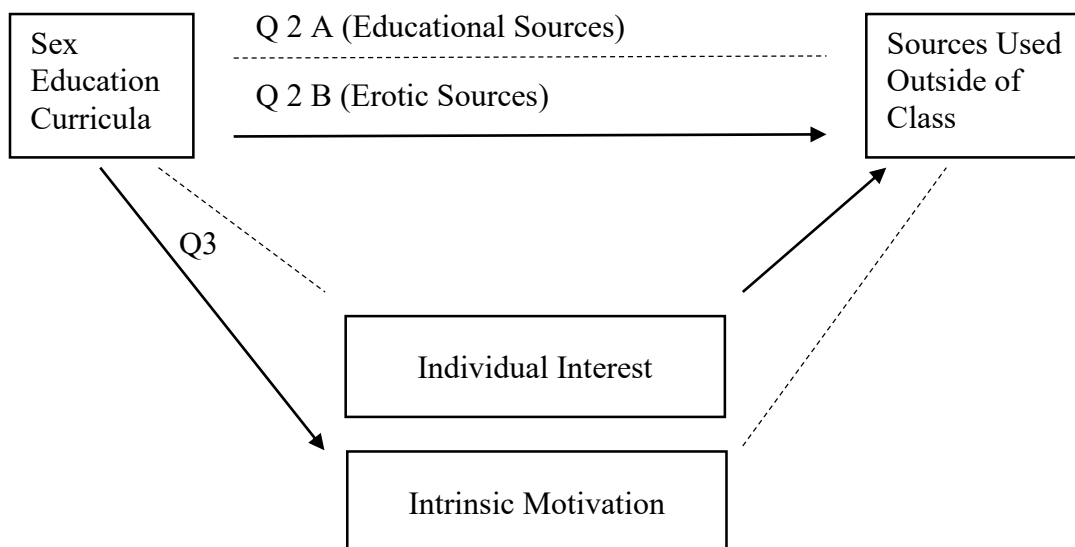 Sex
Education
Curricula
Q 2 A (Educational Sources)
Q 2 B (Erotic Sources)
Sources Used
Outside of
Class
Q3
Individual Interest
Intrinsic Motivation